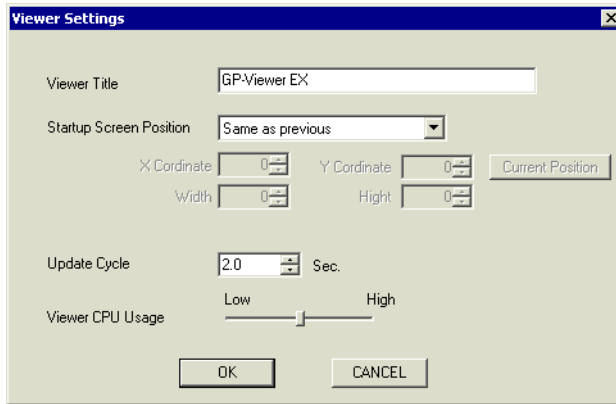 Viewer Settings
Viewer Title GP-Viewer EX
Startup Screen Position Same as previous
X Cordinate 0 Y Cordinate 0 Current Position
Width 0 Hight 0
Update Cycle 2.0 Sec.
Low High
Viewer CPU Usage
OK CANCEL